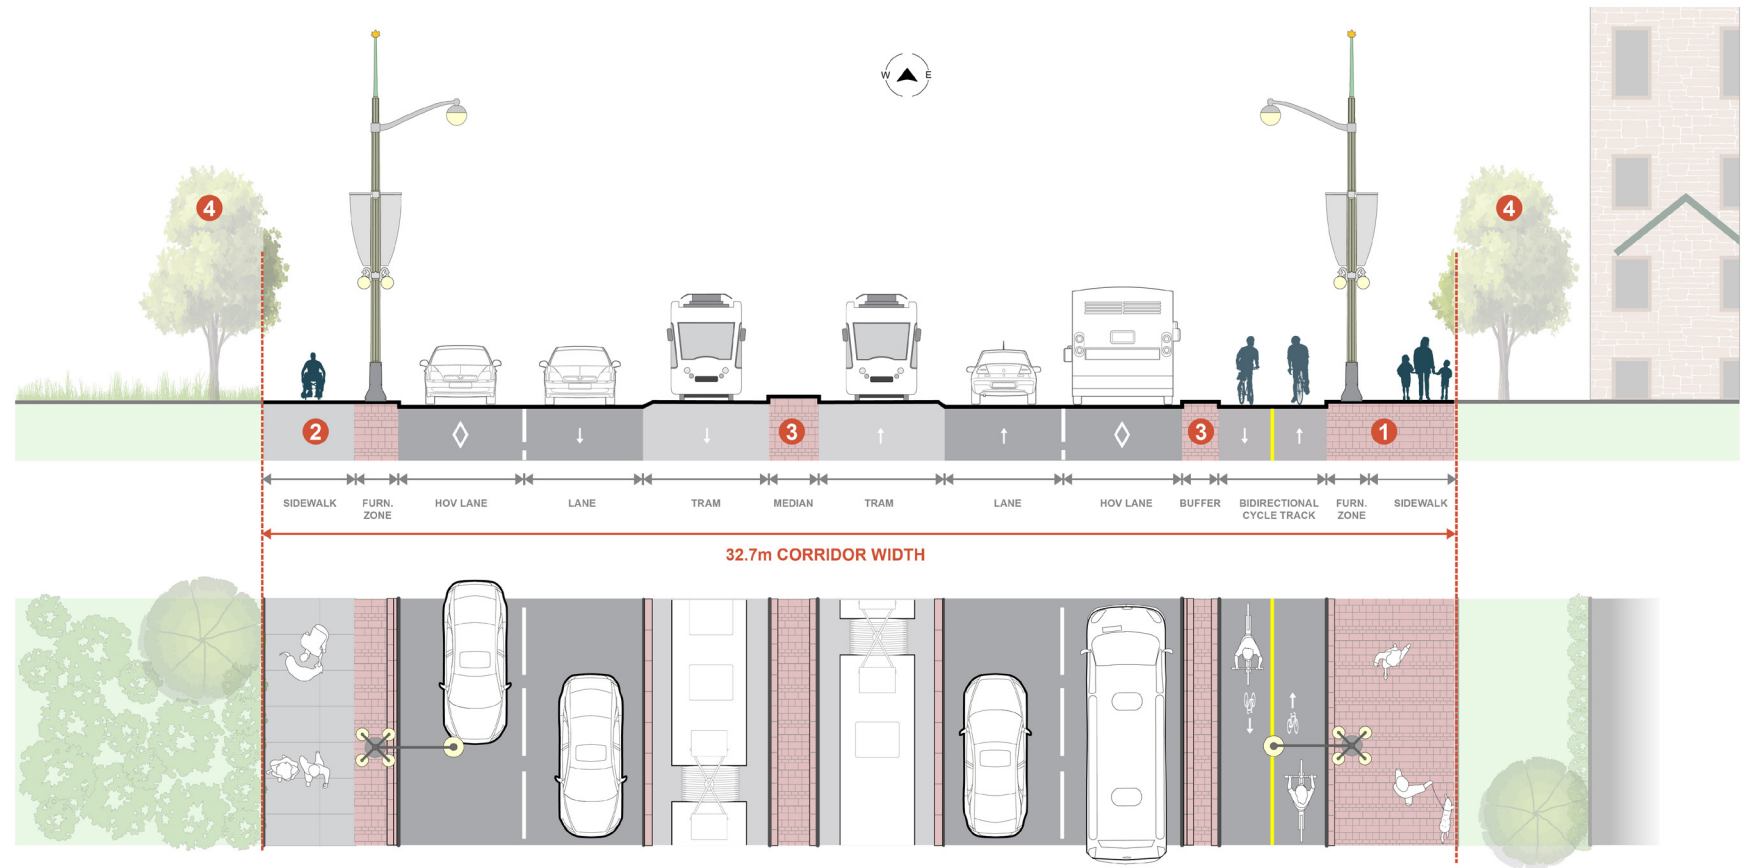 W E
4
4
2
3
3
1
SIDEWALK
FURN.
ZONE
HOV LANE
LANE
TRAM
MEDIAN
TRAM
LANE
HOV LANE
BUFFER
BIDIRECTIONAL
CYCLE TRACK
FURN.
ZONE
SIDEWALK
32.7m CORRIDOR WIDTH